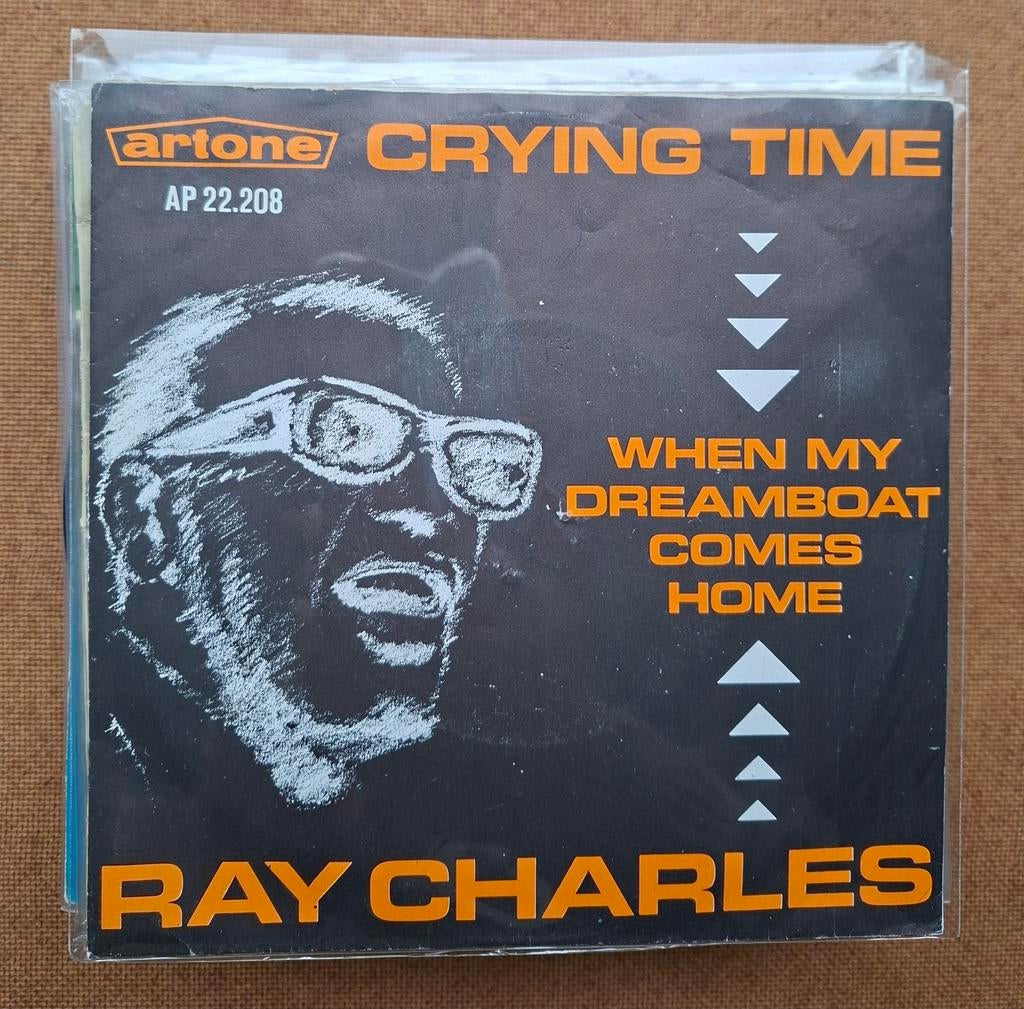 artone CRYING TIME
AP 22.208
WHEN MY
DREAMBOAT
COMES
HOME
RAY CHARLES